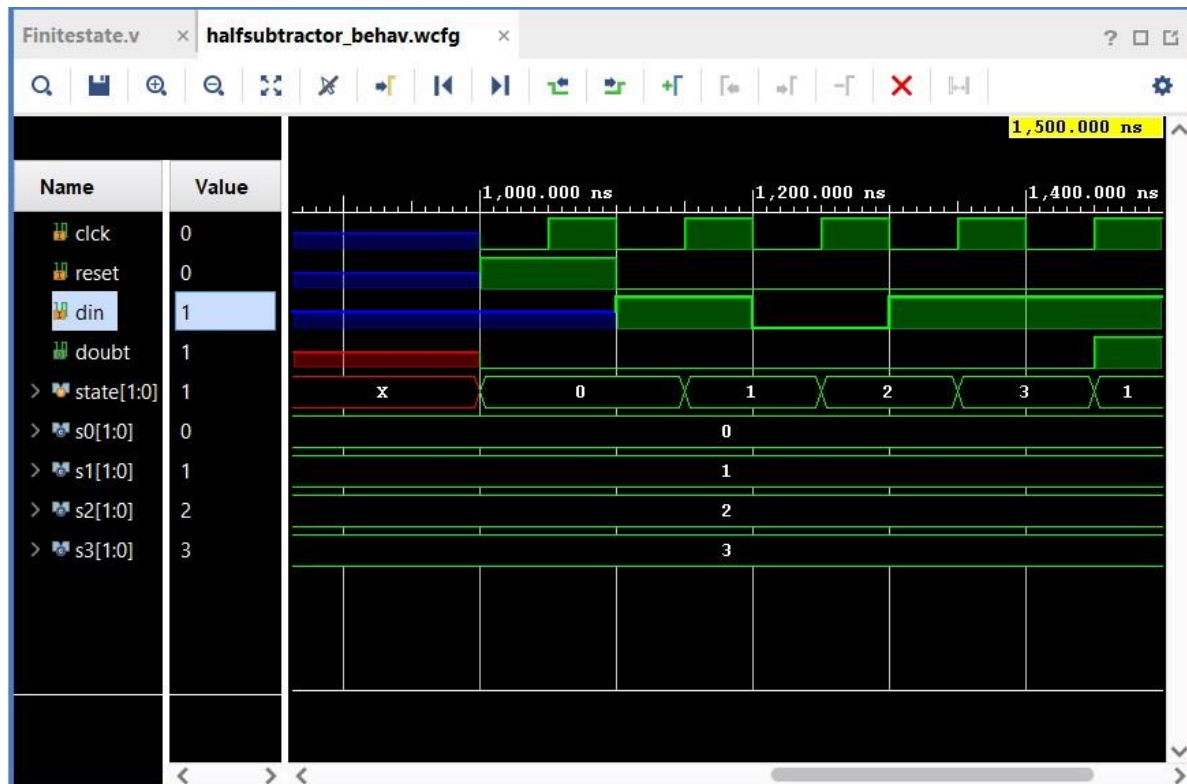 Finitestate.v × halfsubtractor_behav.wcfg ×
?
1,500.000 ns
Name Value
1,000.000 ns 1,200.000 ns 1,400.000 ns
clck 0
reset 0
din 1
doubt 1
state[1:0] 1 x 0 1 2 3 1
s0[1:0] 0 0
s1[1:0] 1 1
s2[1:0] 2 2
s3[1:0] 3 3